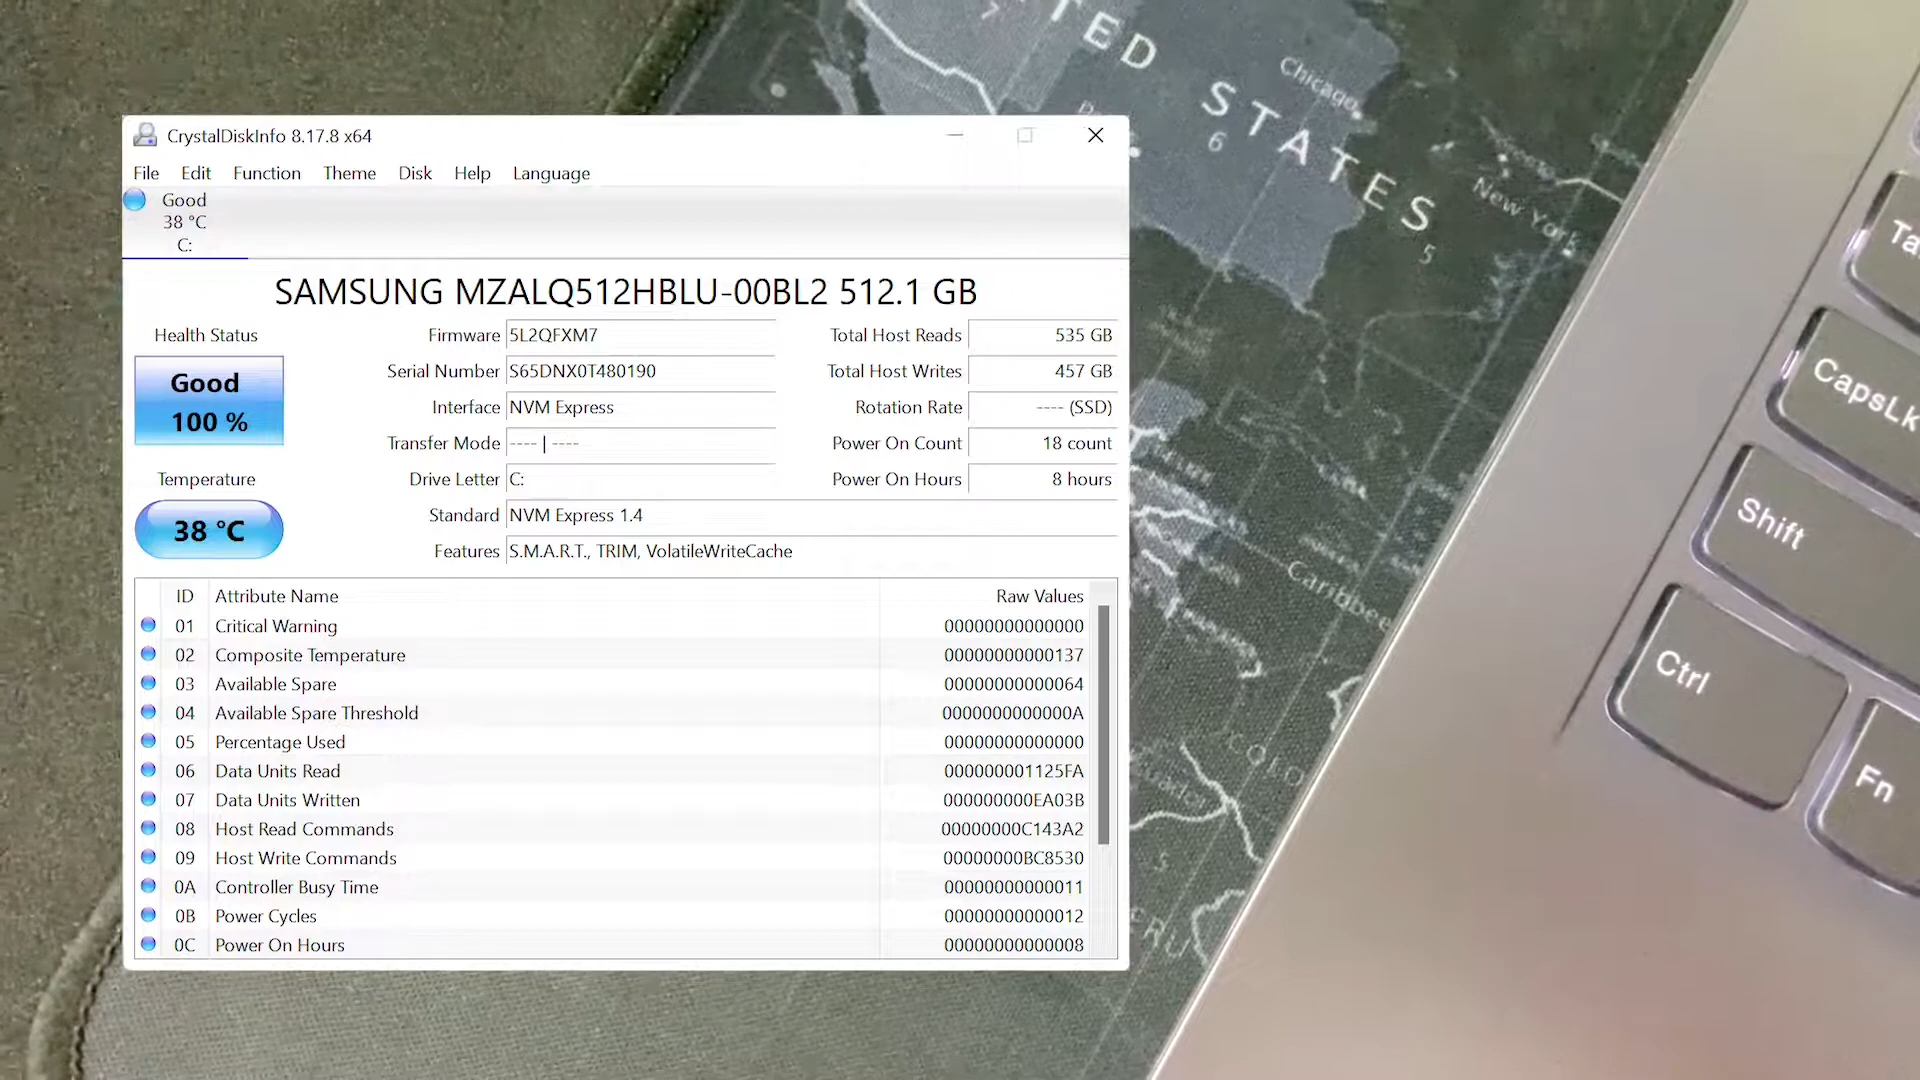 TED STATES
Chicago
New York
7
6
5
Caribbe
CrystalDiskInfo 8.17.8 x64
File Edit Function Theme Disk Help Language
Good
38 °C
C:
SAMSUNG MZALQ512HBLU-00BL2 512.1 GB
Health Status
Good
100 %
Temperature
38 °C
Firmware 5L2QFXM7
Serial Number S65DNX0T480190
Interface NVM Express
Transfer Mode ---- | ----
Drive Letter C:
Standard NVM Express 1.4
Features S.M.A.R.T., TRIM, VolatileWriteCache
Total Host Reads 535 GB
Total Host Writes 457 GB
Rotation Rate ---- (SSD)
Power On Count 18 count
Power On Hours 8 hours
ID Attribute Name Raw Values
01 Critical Warning 00000000000000
02 Composite Temperature 00000000000137
03 Available Spare 00000000000064
04 Available Spare Threshold 0000000000000A
05 Percentage Used 00000000000000
06 Data Units Read 000000001125FA
07 Data Units Written 000000000EA03B
08 Host Read Commands 00000000C143A2
09 Host Write Commands 00000000BC8530
0A Controller Busy Time 00000000000011
0B Power Cycles 00000000000012
0C Power On Hours 00000000000008
Ta
CapsLk
Shift
Ctrl
Fn